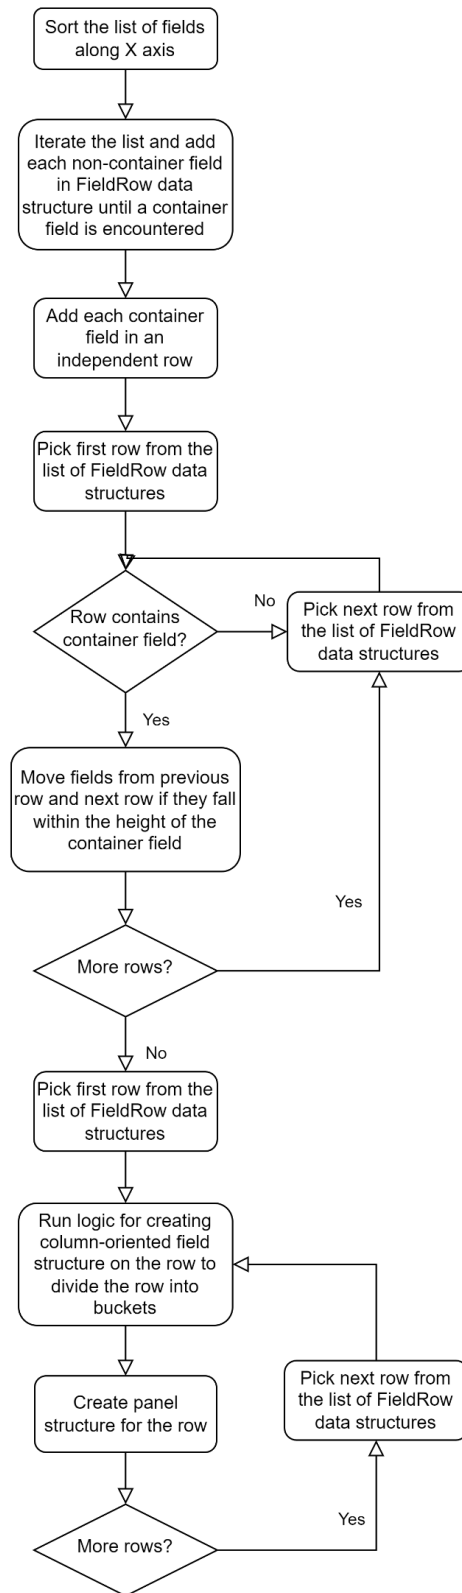 Sort the list of fields
along X axis
Iterate the list and add
each non-container field
in FieldRow data
structure until a container
field is encountered
Add each container
field in an
independent row
Pick first row from the
list of FieldRow data
structures
Row contains
container field?
No
Pick next row from
the list of FieldRow
data structures
Yes
Move fields from previous
row and next row if they fall
within the height of the
container field
Yes
More rows?
No
Pick first row from the
list of FieldRow data
structures
Run logic for creating
column-oriented field
structure on the row to
divide the row into
buckets
Create panel
structure for the row
Pick next row from
the list of FieldRow
data structures
Yes
More rows?